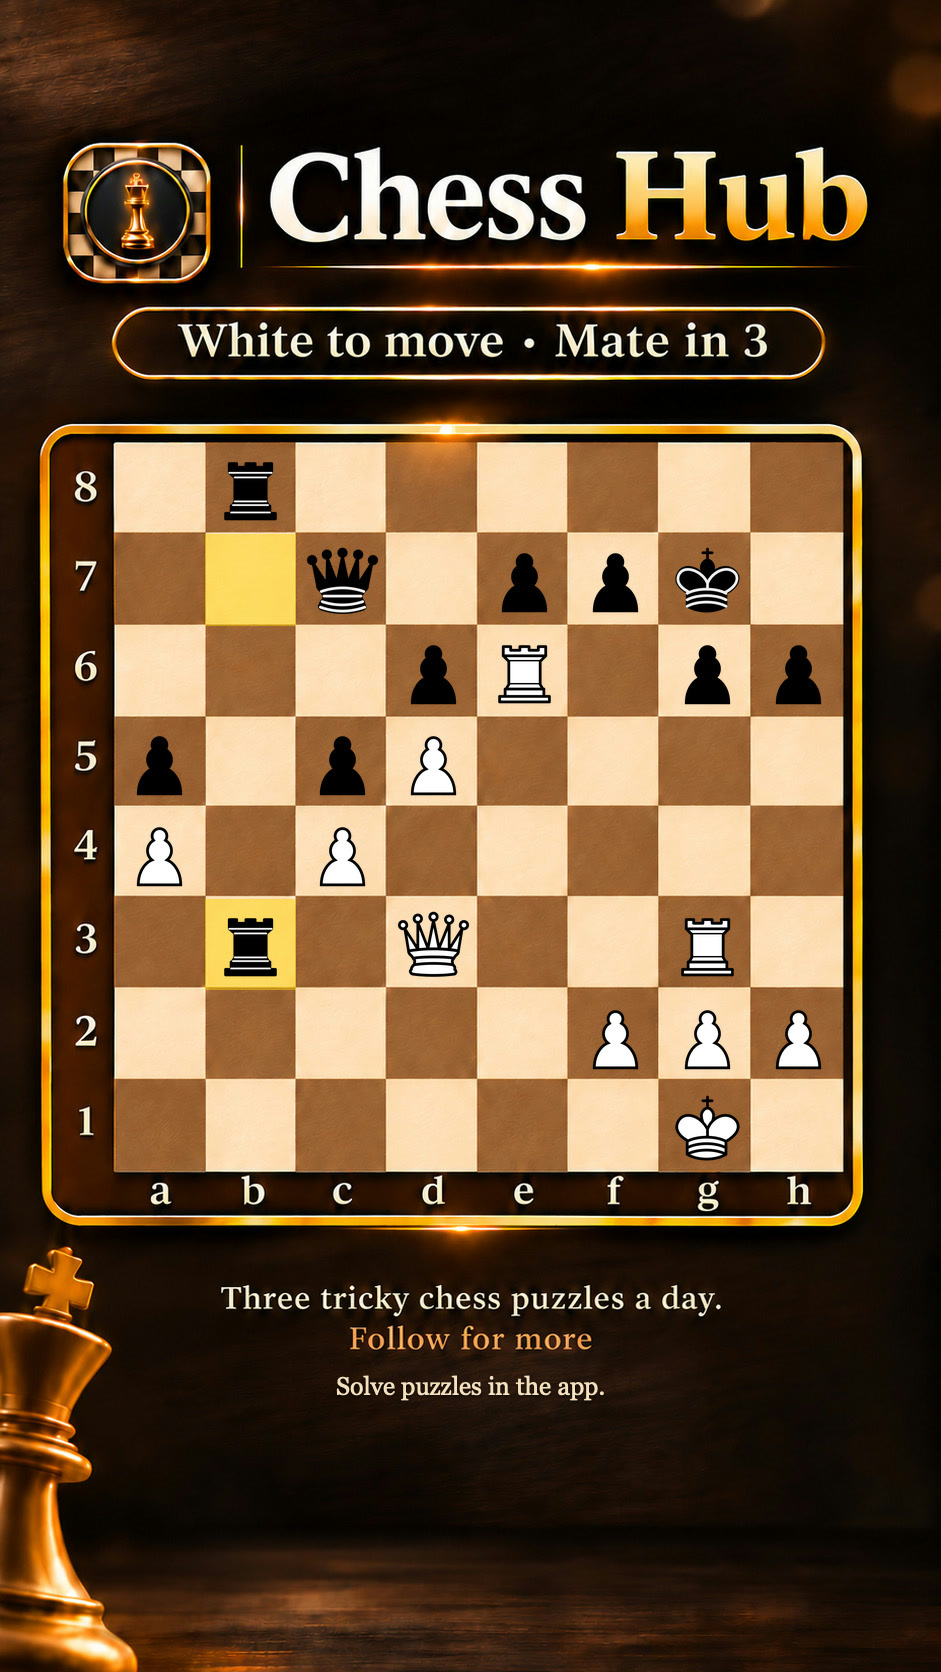 Chess Hub
White to move • Mate in 3
8
7
6
5
4
3
2
1
a b c d e f g h
Three tricky chess puzzles a day.
Follow for more
Solve puzzles in the app.